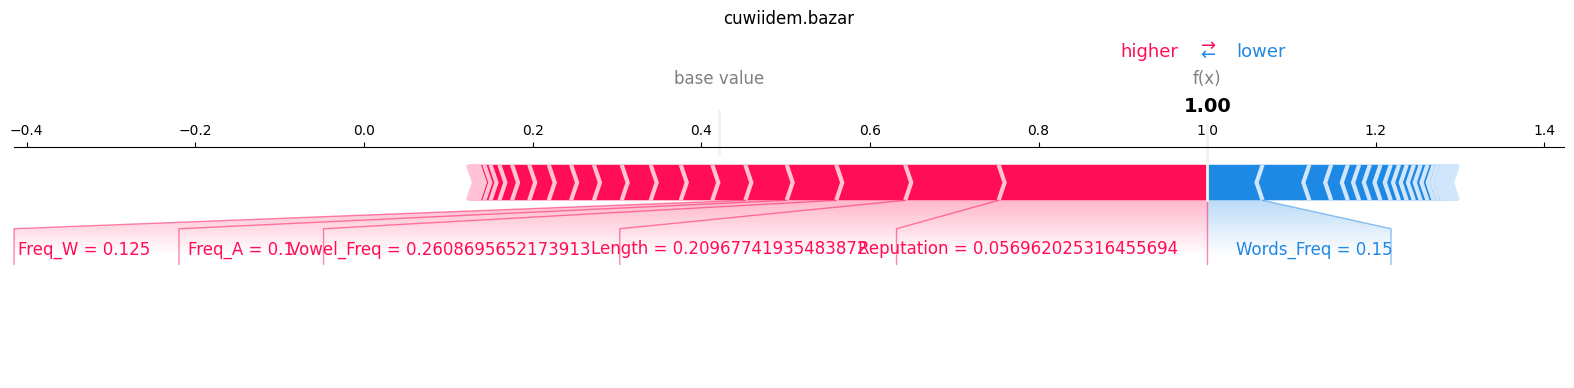 cuwiidem.bazar
higher ⇄ lower
base value f(x)
1.00
−0.4 −0.2 0.0 0.2 0.4 0.6 0.8 1.0 1.2 1.4
Freq_W = 0.125 Freq_A = 0.1 Vowel_Freq = 0.2608695652173913 Length = 0.20967741935483872 Reputation = 0.056962025316455694 Words_Freq = 0.15